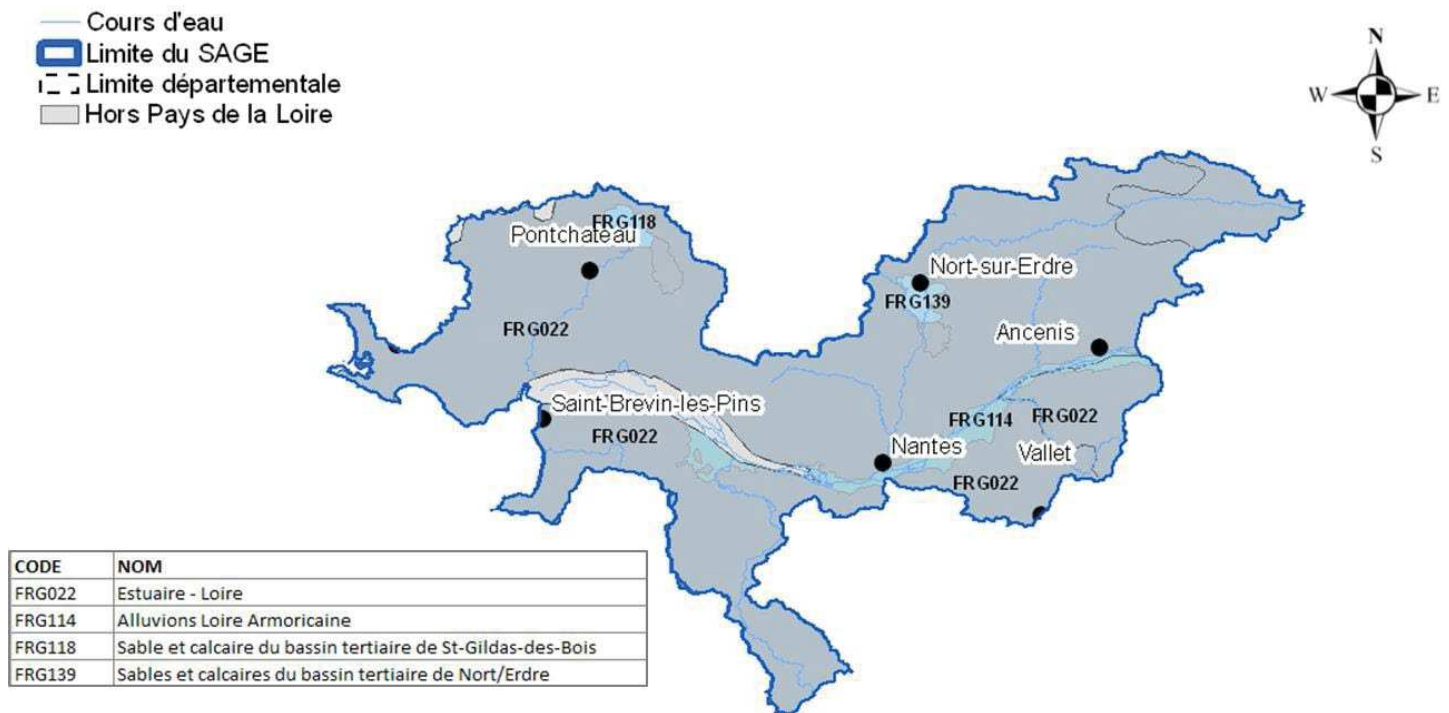 Cours d'eau
Limite du SAGE
Limite départementale
Hors Pays de la Loire
N
W E
S
FRG118
Pontchateau
Nort-sur-Erdre
FRG139
FRG022
Ancenis
Saint-Brevin-les-Pins
FRG114 FRG022
FRG022
Nantes Vallet
FRG022
CODE NOM
FRG022 Estuaire - Loire
FRG114 Alluvions Loire Armoricaine
FRG118 Sable et calcaire du bassin tertiaire de St-Gildas-des-Bois
FRG139 Sables et calcaires du bassin tertiaire de Nort/Erdre